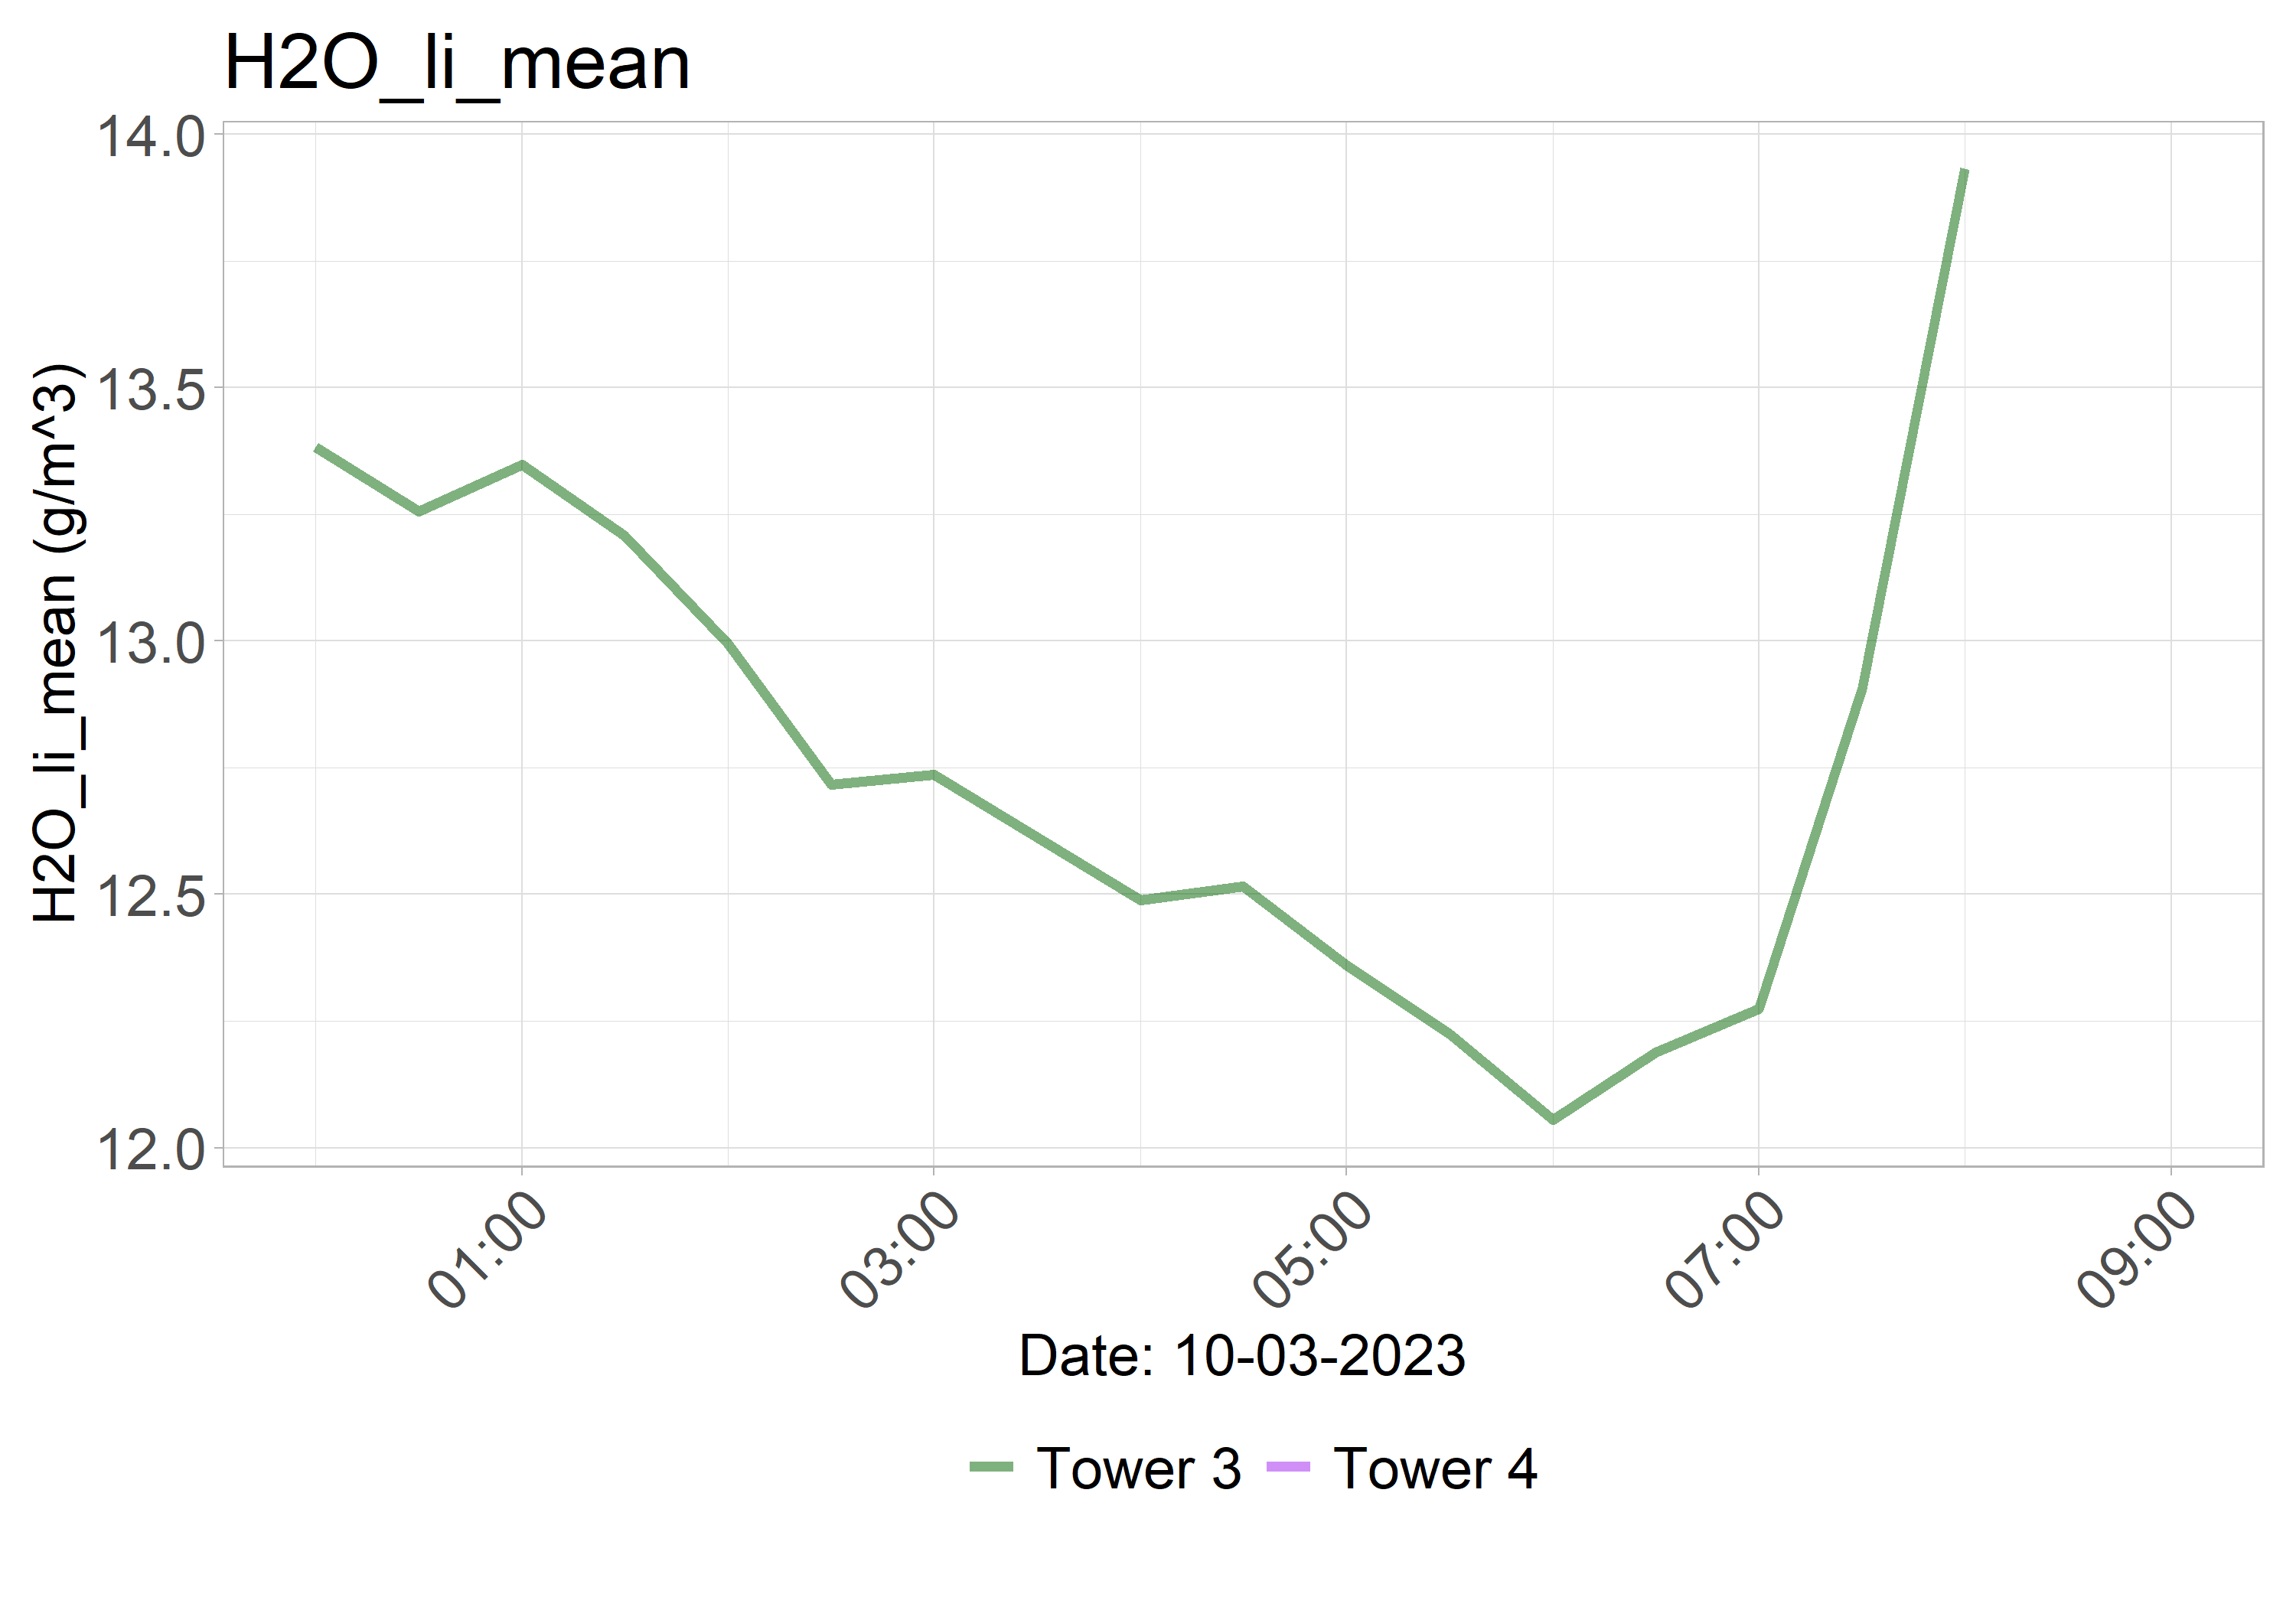 H2O_li_mean
H2O_li_mean (g/m^3)
14.0
13.5
13.0
12.5
12.0
01:00 03:00 05:00 07:00 09:00
Date: 10-03-2023
Tower 3 Tower 4